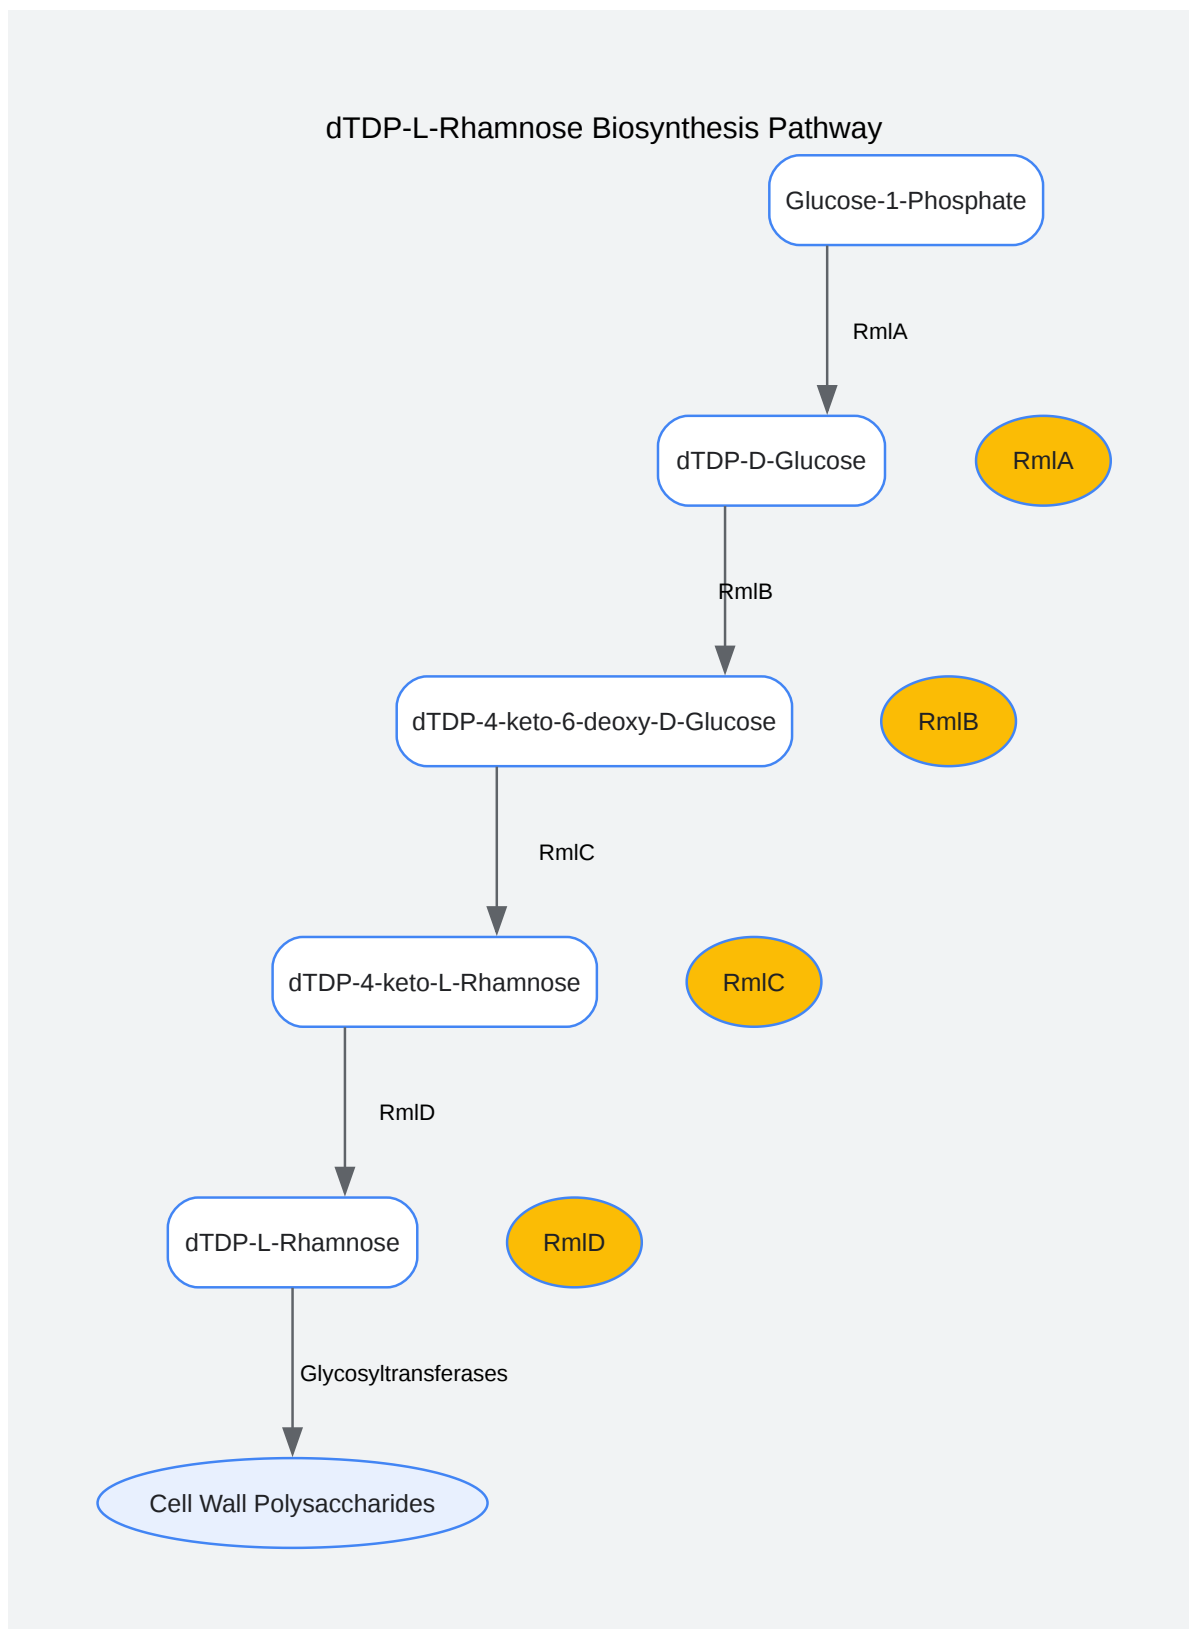 dTDP-L-Rhamnose Biosynthesis Pathway
Glucose-1-Phosphate
RmlA
dTDP-D-Glucose
RmlA
RmlB
dTDP-4-keto-6-deoxy-D-Glucose
RmlB
RmlC
dTDP-4-keto-L-Rhamnose
RmlC
RmlD
dTDP-L-Rhamnose
RmlD
Glycosyltransferases
Cell Wall Polysaccharides